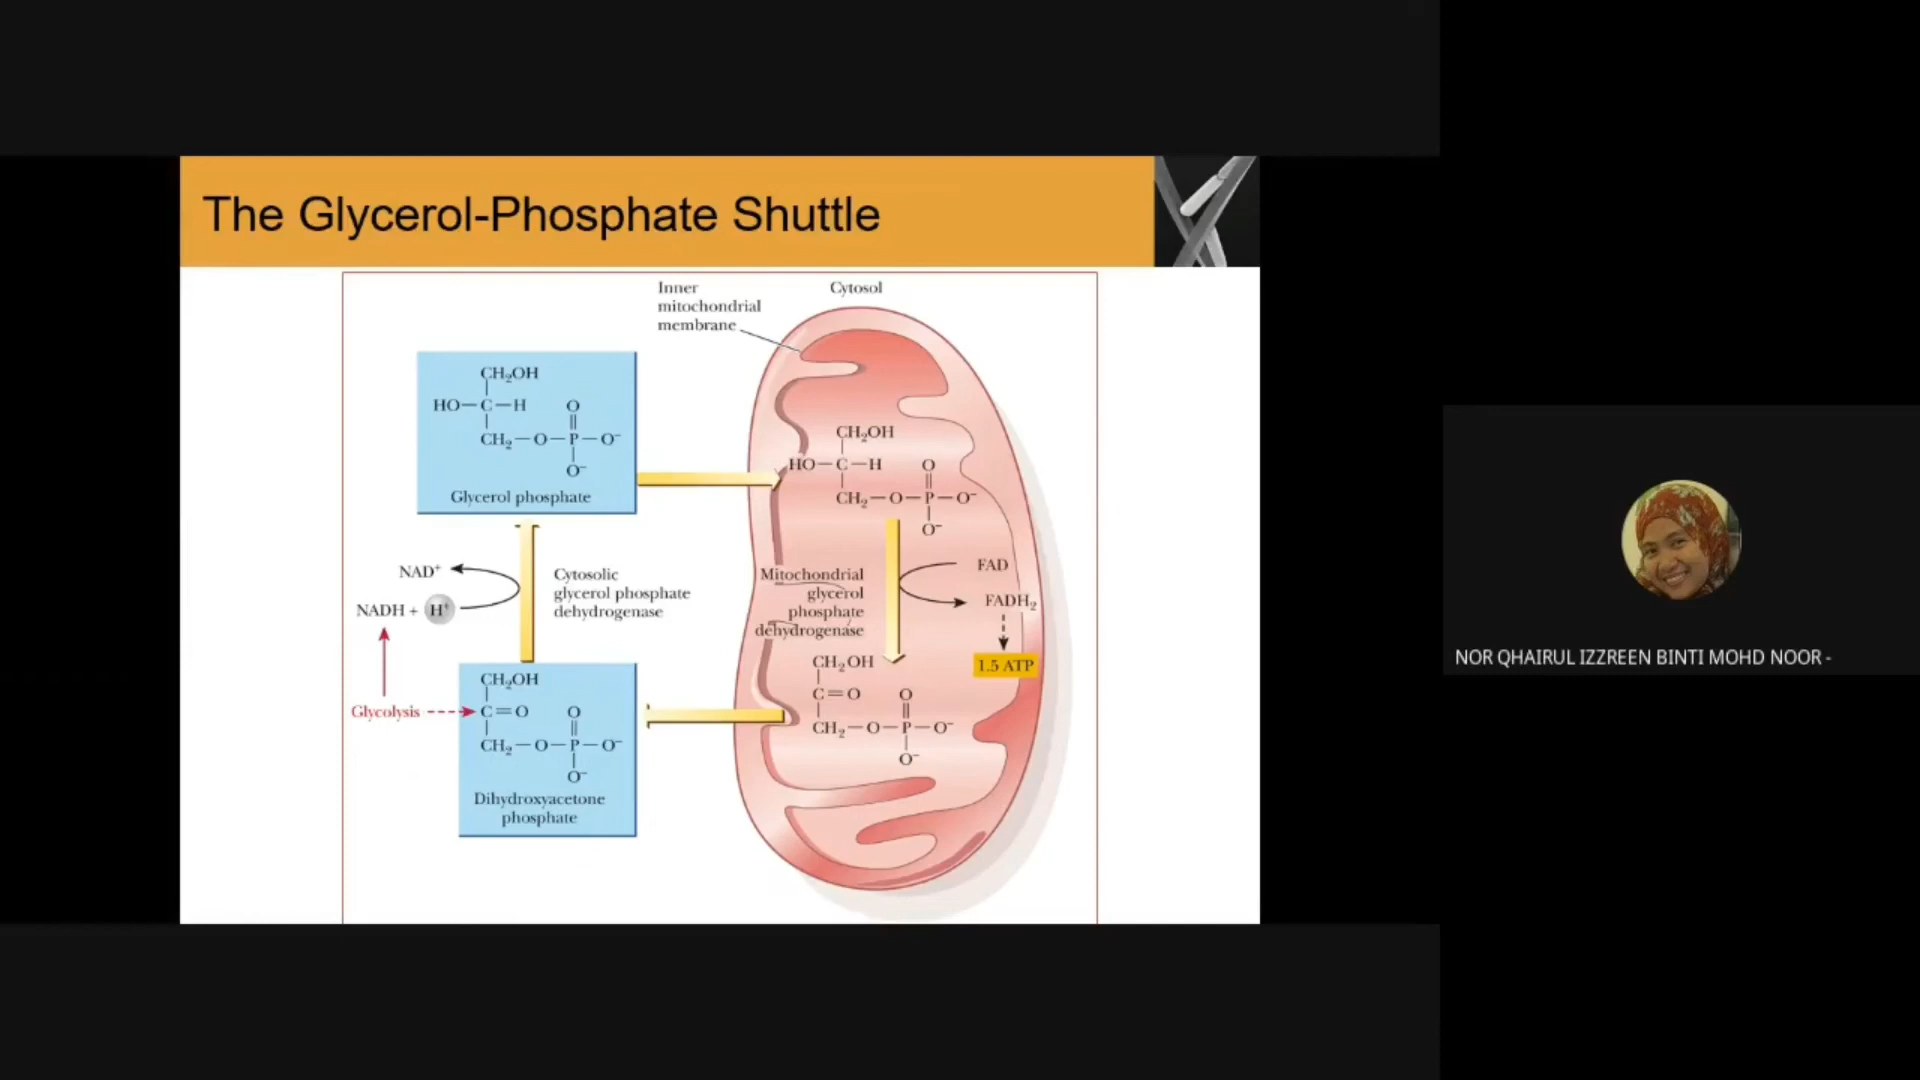 The Glycerol-Phosphate Shuttle
Inner
mitochondrial
membrane
Cytosol
CH₂OH
HO—C—H O
CH₂—O—P—O⁻
O⁻
Glycerol phosphate
CH₂OH
HO—C—H O
CH₂—O—P—O⁻
O⁻
NAD⁺
NADH + H⁺
Cytosolic
glycerol phosphate
dehydrogenase
Mitochondrial
glycerol
phosphate
dehydrogenase
FAD
FADH₂
1.5 ATP
Glycolysis
CH₂OH
C=O O
CH₂—O—P—O⁻
O⁻
Dihydroxyacetone
phosphate
CH₂OH
C=O O
CH₂—O—P—O⁻
O⁻
NOR QHAIRUL IZZREEN BINTI MOHD NOOR -